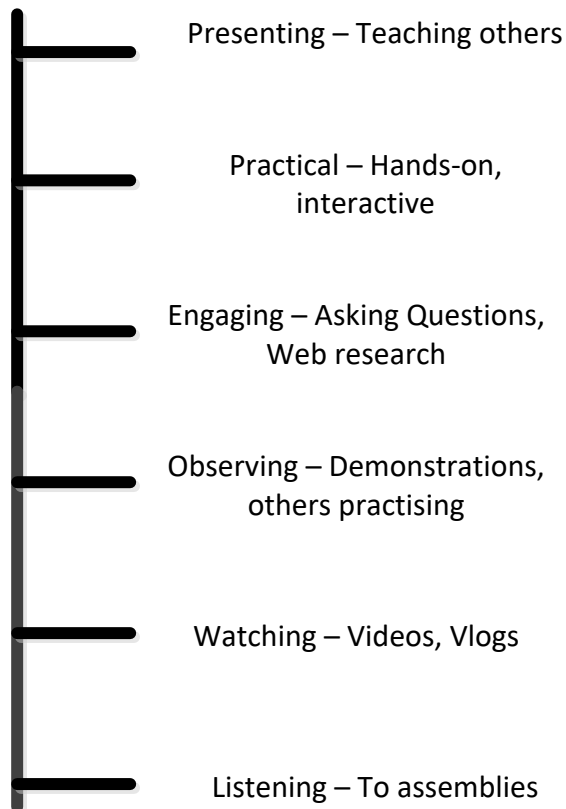 Presenting – Teaching others
Practical – Hands-on,
interactive
Engaging – Asking Questions,
Web research
Observing – Demonstrations,
others practising
Watching – Videos, Vlogs
Listening – To assemblies